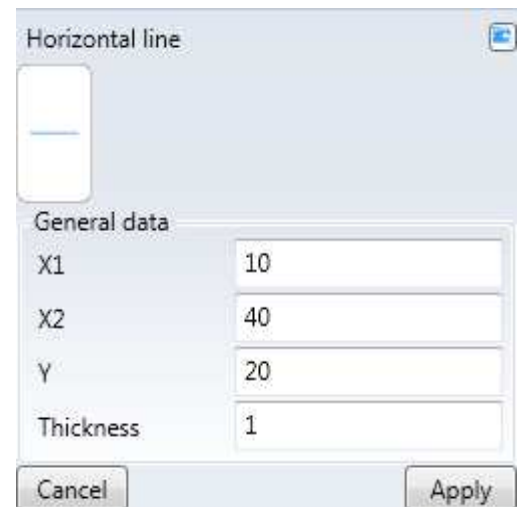 Horizontal line
General data
X1 10
X2 40
Y 20
Thickness 1
Cancel Apply